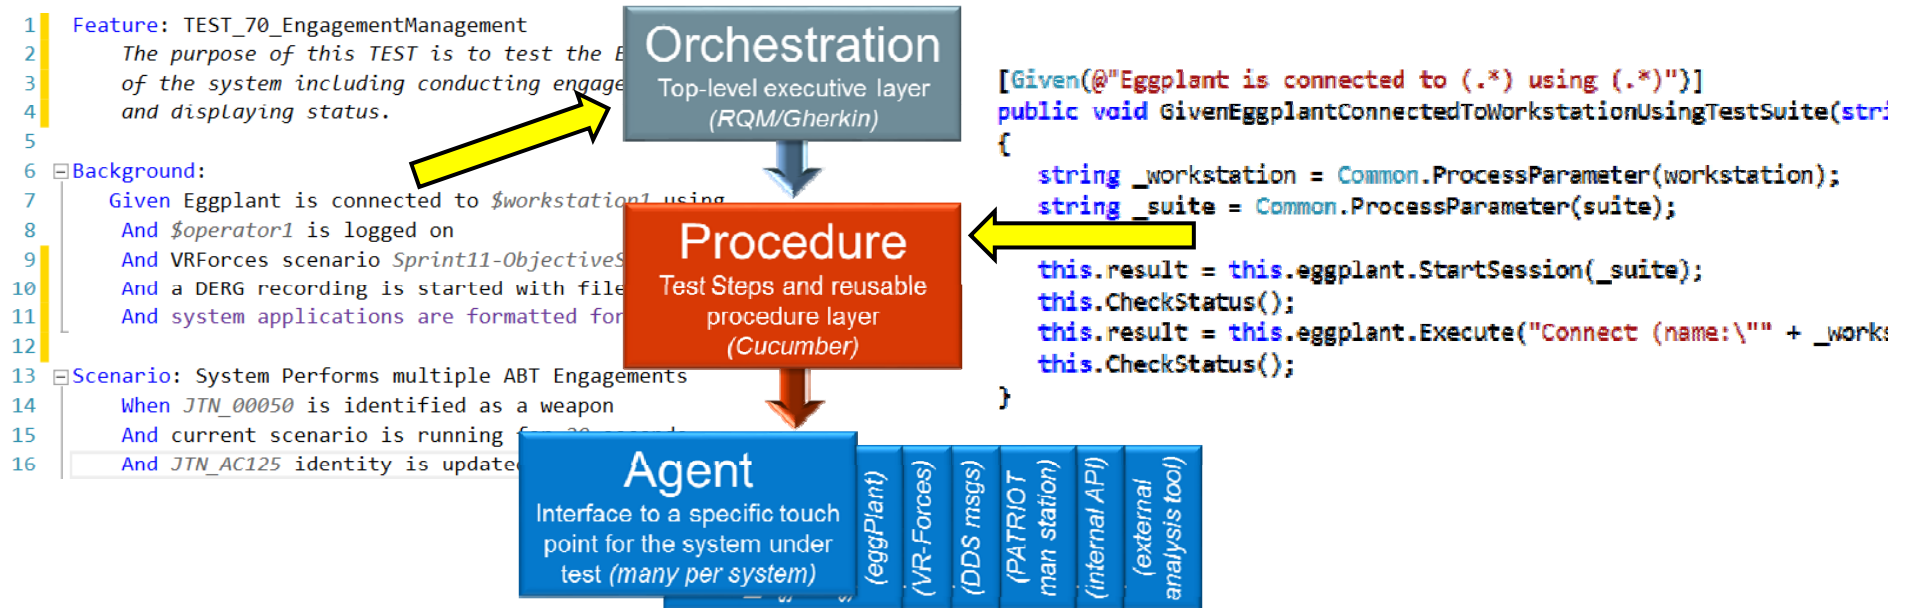 1 Feature: TEST_70_EngagementManagement
2 The purpose of this TEST is to test the
3 of the system including conducting
4 and displaying status.
5
6 Background:
7 Given Eggplant is connected to $workstation1 using
8 And $operator1 is logged on
9 And VRForces scenario
10 And a DERG recording is started with file
11 And system applications are formatted for
12
13 Scenario: System Performs multiple ABT Engagements
14 When JTN_00050 is identified as a weapon
15 And current scenario is running
16 And JTN_AC125 identity is updated
Orchestration
Top-level executive layer
(RQM/Gherkin)
Procedure
Test Steps and reusable
procedure layer
(Cucumber)
Agent
Interface to a specific touch
point for the system under
test (many per system)
(eggPlant)
(VR-Forces)
(DDS msgs)
(PATRIOT
man station)
(internal API)
(external
analysis tool)
[Given(@"Eggplant is connected to (.*) using (.*)")]
public void GivenEggplantConnectedToWorkstationUsingTestSuite(stri
{
string _workstation = Common.ProcessParameter(workstation);
string _suite = Common.ProcessParameter(suite);
this.result = this.eggplant.StartSession(_suite);
this.CheckStatus();
this.result = this.eggplant.Execute("Connect (name:\"" + _works
this.CheckStatus();
}